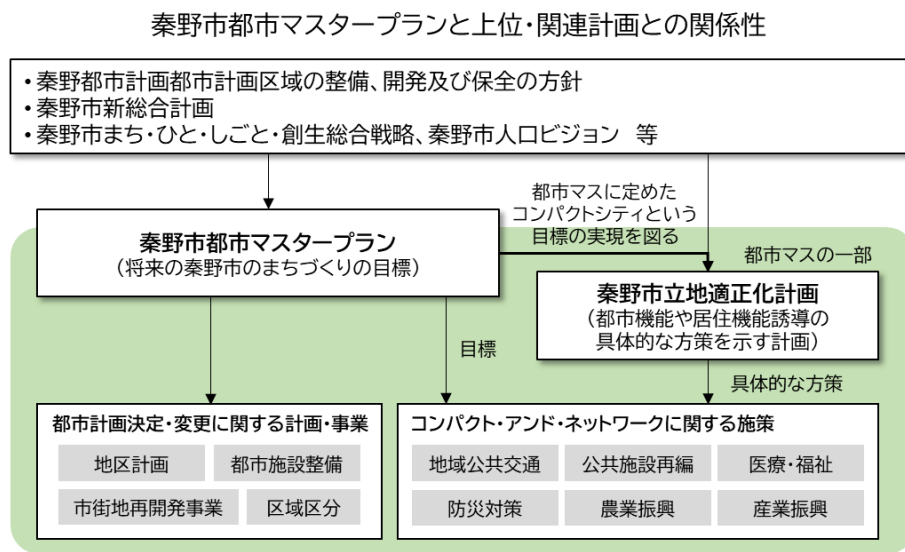 秦野市都市マスタープランと上位・関連計画との関係性
・秦野都市計画都市計画区域の整備、開発及び保全の方針
・秦野市新総合計画
・秦野市まち・ひと・しごと・創生総合戦略、秦野市人口ビジョン 等
都市マスに定めた
コンパクトシティという
目標の実現を図る
秦野市都市マスタープラン
（将来の秦野市のまちづくりの目標）
都市マスの一部
秦野市立地適正化計画
（都市機能や居住機能誘導の
具体的な方策を示す計画）
目標
具体的な方策
都市計画決定・変更に関する計画・事業
地区計画
都市施設整備
市街地再開発事業
区域区分
コンパクト・アンド・ネットワークに関する施策
地域公共交通
公共施設再編
医療・福祉
防災対策
農業振興
産業振興